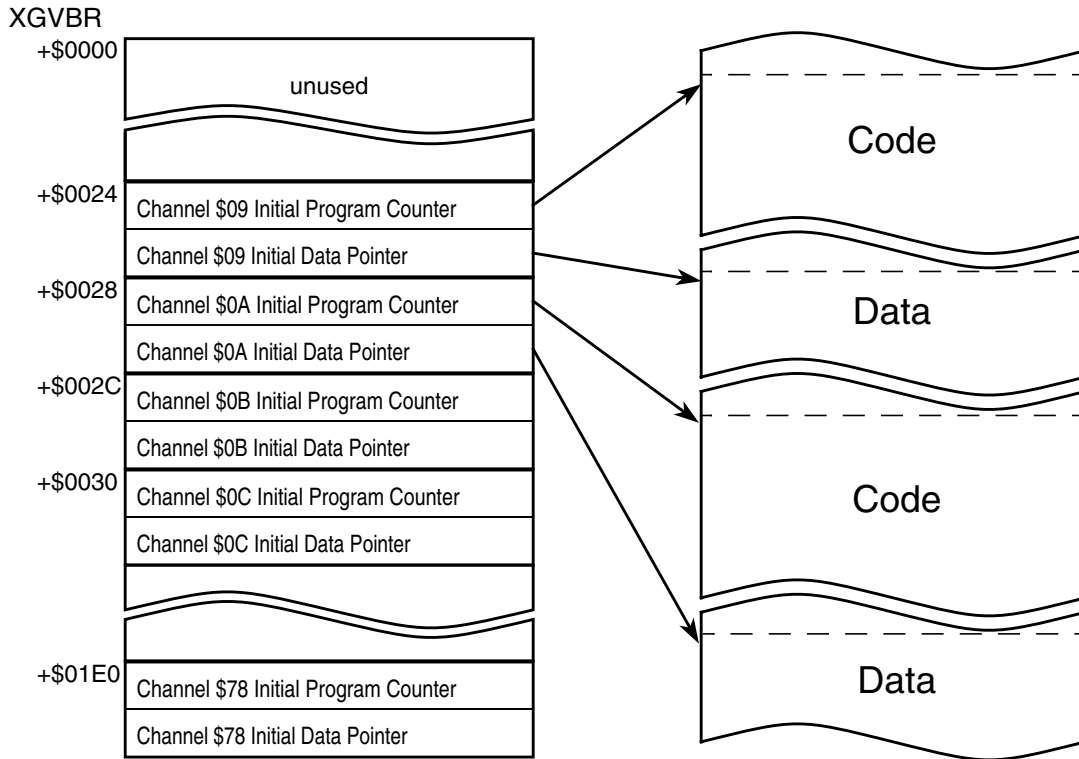 XGVBR
+$0000
unused
+$0024
Channel $09 Initial Program Counter
Channel $09 Initial Data Pointer
+$0028
Channel $0A Initial Program Counter
Channel $0A Initial Data Pointer
+$002C
Channel $0B Initial Program Counter
Channel $0B Initial Data Pointer
+$0030
Channel $0C Initial Program Counter
Channel $0C Initial Data Pointer
+$01E0
Channel $78 Initial Program Counter
Channel $78 Initial Data Pointer
Code
Data
Code
Data